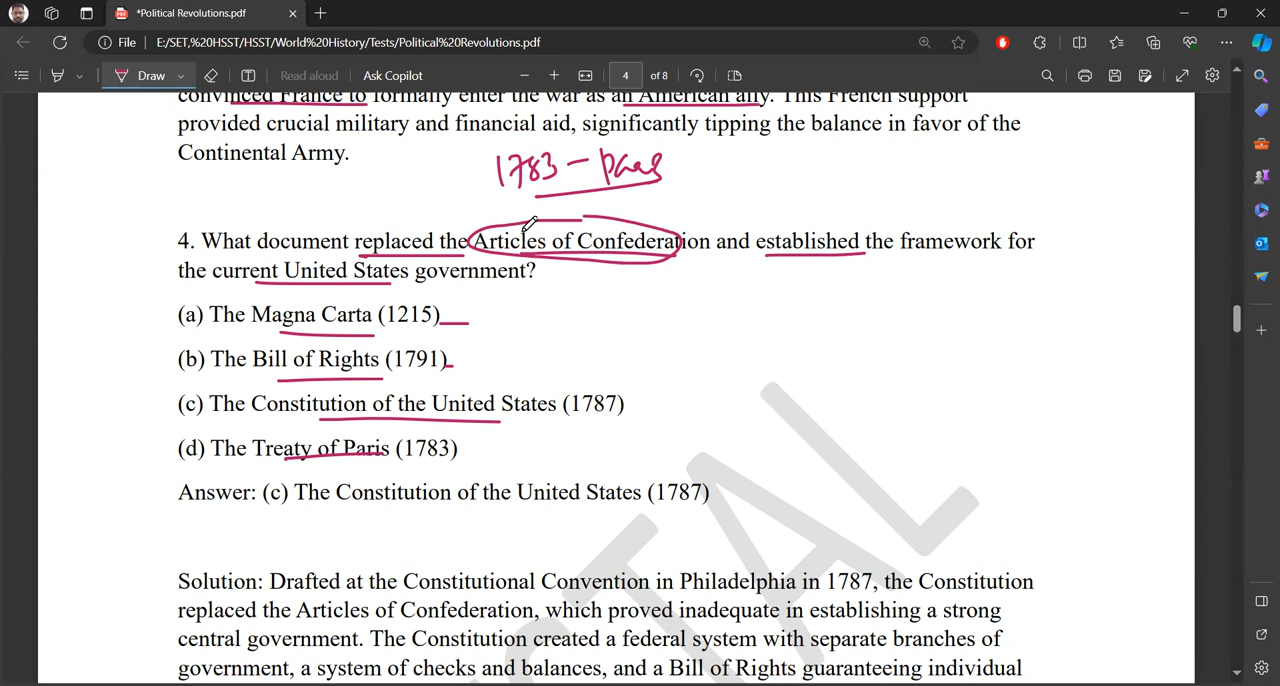 *Political Revolutions.pdf
File E:/SET,%20HSST/HSST/World%20History/Tests/Political%20Revolutions.pdf
Draw Read aloud Ask Copilot 4 of 8
convinced France to formally enter the war as an American ally. This French support
provided crucial military and financial aid, significantly tipping the balance in favor of the
Continental Army.
1783 -
4. What document replaced the Articles of Confederation and established the framework for
the current United States government?
(a) The Magna Carta (1215)
(b) The Bill of Rights (1791)
(c) The Constitution of the United States (1787)
(d) The Treaty of Paris (1783)
Answer: (c) The Constitution of the United States (1787)
Solution: Drafted at the Constitutional Convention in Philadelphia in 1787, the Constitution
replaced the Articles of Confederation, which proved inadequate in establishing a strong
central government. The Constitution created a federal system with separate branches of
government, a system of checks and balances, and a Bill of Rights guaranteeing individual